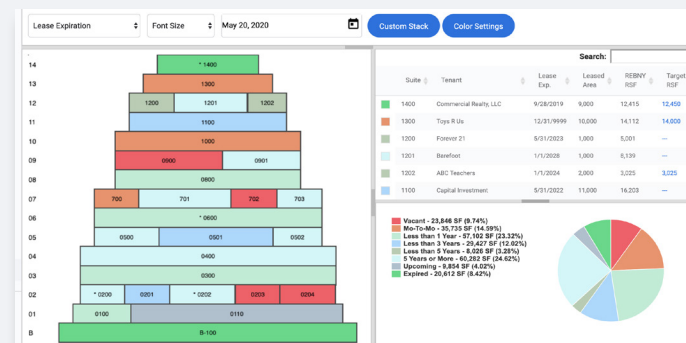 Lease Expiration Font Size May 20, 2020 Custom Stack Color Settings
Search:
Suite Tenant Lease Exp. Leased Area REBNY RSF Target RSF
1400 Commercial Realty, LLC 9/28/2019 9,000 12,415 12,450
1300 Toys R Us 12/31/9999 10,000 14,112 14,000
1200 Forever 21 5/31/2023 1,000 5,001 —
1201 Barefoot 1/1/2028 1,000 8,139 —
1202 ABC Teachers 1/1/2024 2,000 3,025 3,025
1100 Capital Investment 5/31/2022 11,000 16,203 —
14 * 1400
13 1300
12 1200 1201 1202
11 1100
10 1000
09 0900 0901
08 0800
07 700 701 702 703
06 * 0600
05 0500 0501 0502
04 0400
03 0300
02 * 0200 0201 * 0202 0203 0204
01 0100 0110
B B-100
Vacant - 23,846 SF (9.74%)
Mo-To-Mo - 35,735 SF (14.59%)
Less than 1 Year - 57,102 SF (23.32%)
Less than 3 Years - 29,427 SF (12.02%)
Less than 5 Years - 8,026 SF (3.28%)
5 Years or More - 60,282 SF (24.62%)
Upcoming - 9,854 SF (4.02%)
Expired - 20,612 SF (8.42%)